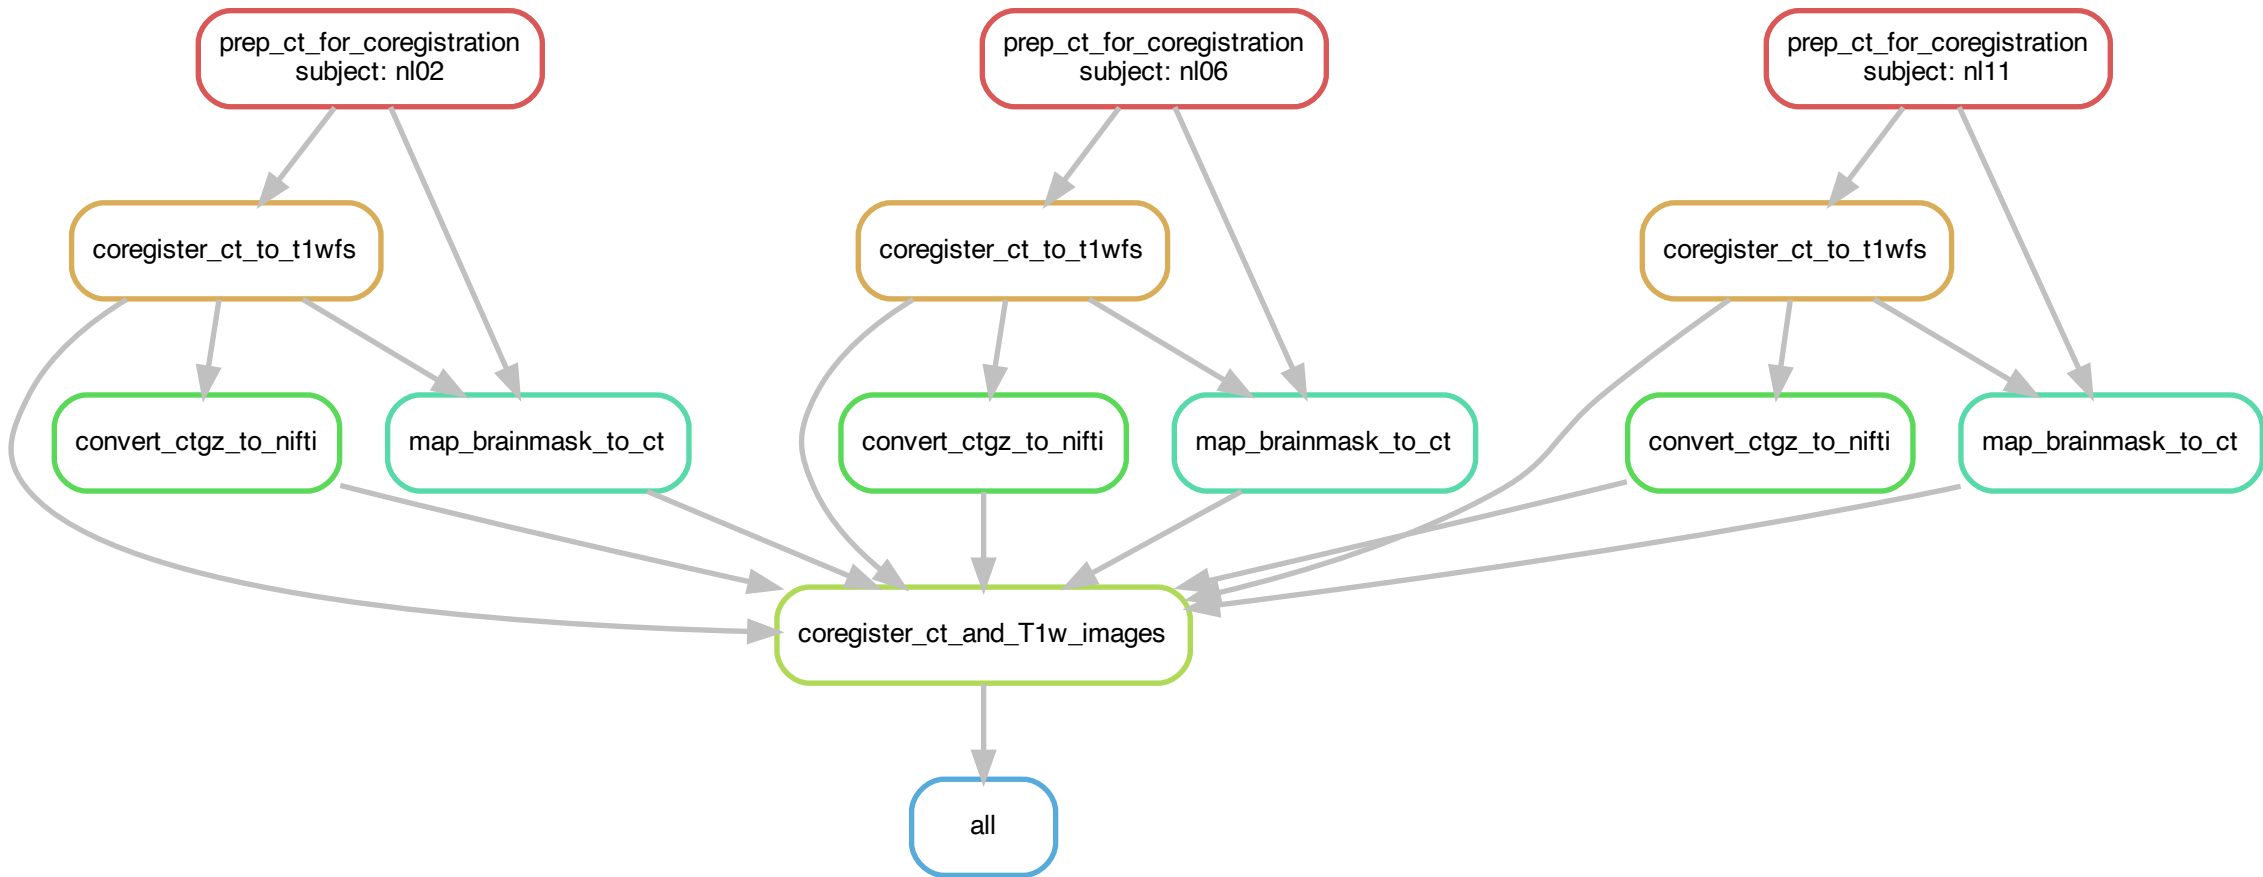 prep_ct_for_coregistration
subject: nl02
prep_ct_for_coregistration
subject: nl06
prep_ct_for_coregistration
subject: nl11
coregister_ct_to_t1wfs
coregister_ct_to_t1wfs
coregister_ct_to_t1wfs
convert_ctgz_to_nifti
map_brainmask_to_ct
convert_ctgz_to_nifti
map_brainmask_to_ct
convert_ctgz_to_nifti
map_brainmask_to_ct
coregister_ct_and_T1w_images
all